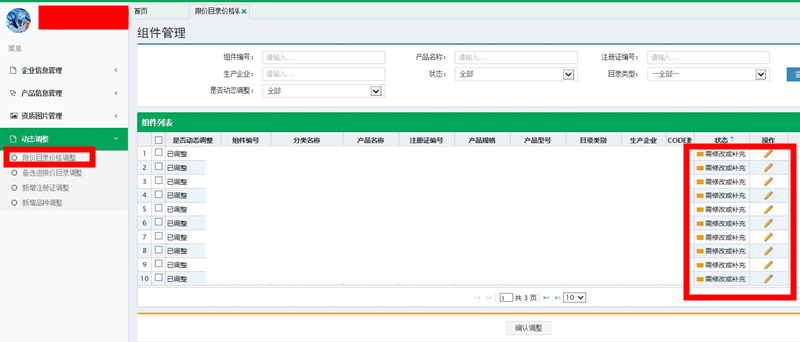 首页 限价目录价格调
菜单
企业信息管理
产品信息管理
资质图片管理
动态调整
限价目录价格调整
备选进限价目录调整
新增注册证调整
新增品种调整
组件管理
组件编号： 请输入... 产品名称： 请输入... 注册证编号： 请输入...
生产企业： 请输入... 状态： 全部 目录类型： --全部--
是否动态调整： 全部
组件列表
是否动态调整 组件编号 分类名称 产品名称 注册证编号 产品规格 产品型号 目录类别 生产企业 状态 操作
1 已调整 需修改或补充
2 已调整 需修改或补充
3 已调整 需修改或补充
4 已调整 需修改或补充
5 已调整 需修改或补充
6 已调整 需修改或补充
7 已调整 需修改或补充
8 已调整 需修改或补充
9 已调整 需修改或补充
10 已调整 需修改或补充
1 共 3 页 10
确认调整